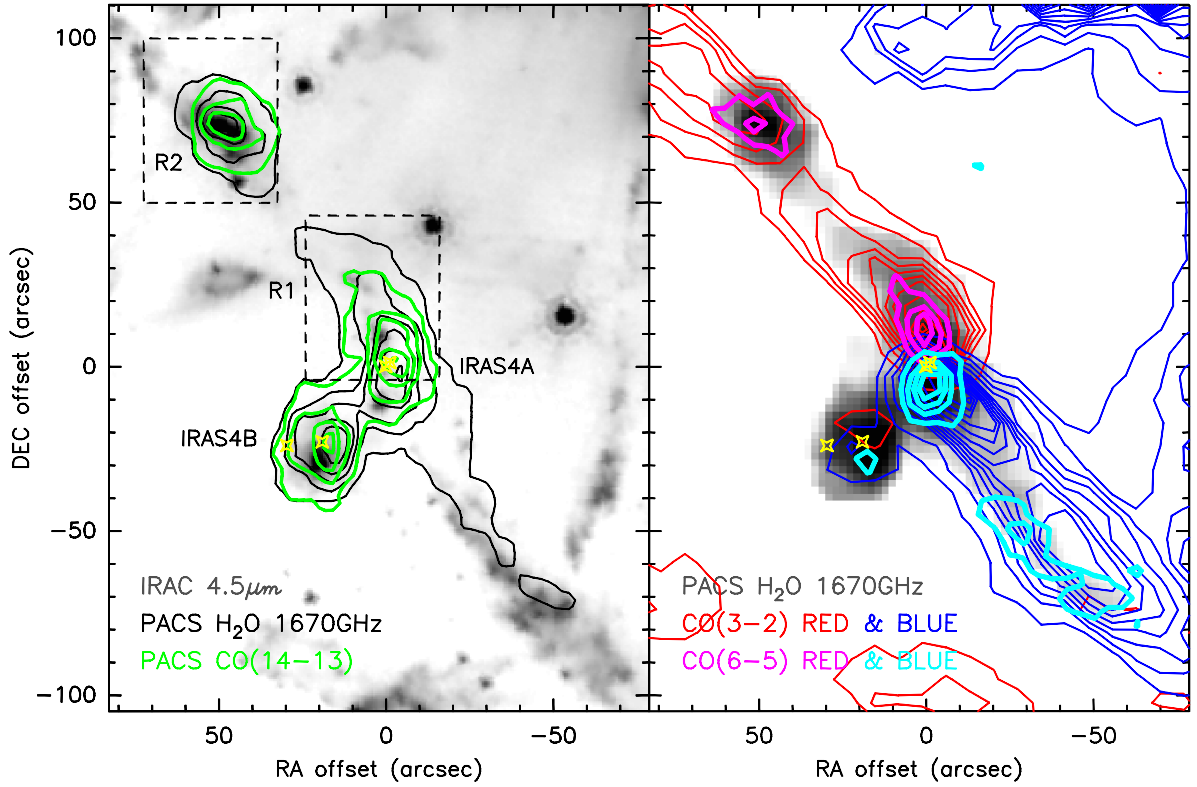 100
50
0
−50
−100
DEC offset (arcsec)
R2
R1
IRAS4A
IRAS4B
IRAC 4.5μm
PACS H₂O 1670GHz
PACS CO(14−13)
50 0 −50
RA offset (arcsec)
PACS H₂O 1670GHz
CO(3−2) RED & BLUE
CO(6−5) RED & BLUE
50 0 −50
RA offset (arcsec)